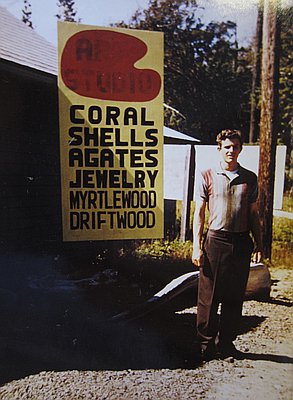 ART
STUDIO
CORAL
SHELLS
AGATES
JEWELRY
MYRTLEWOOD
DRIFTWOOD